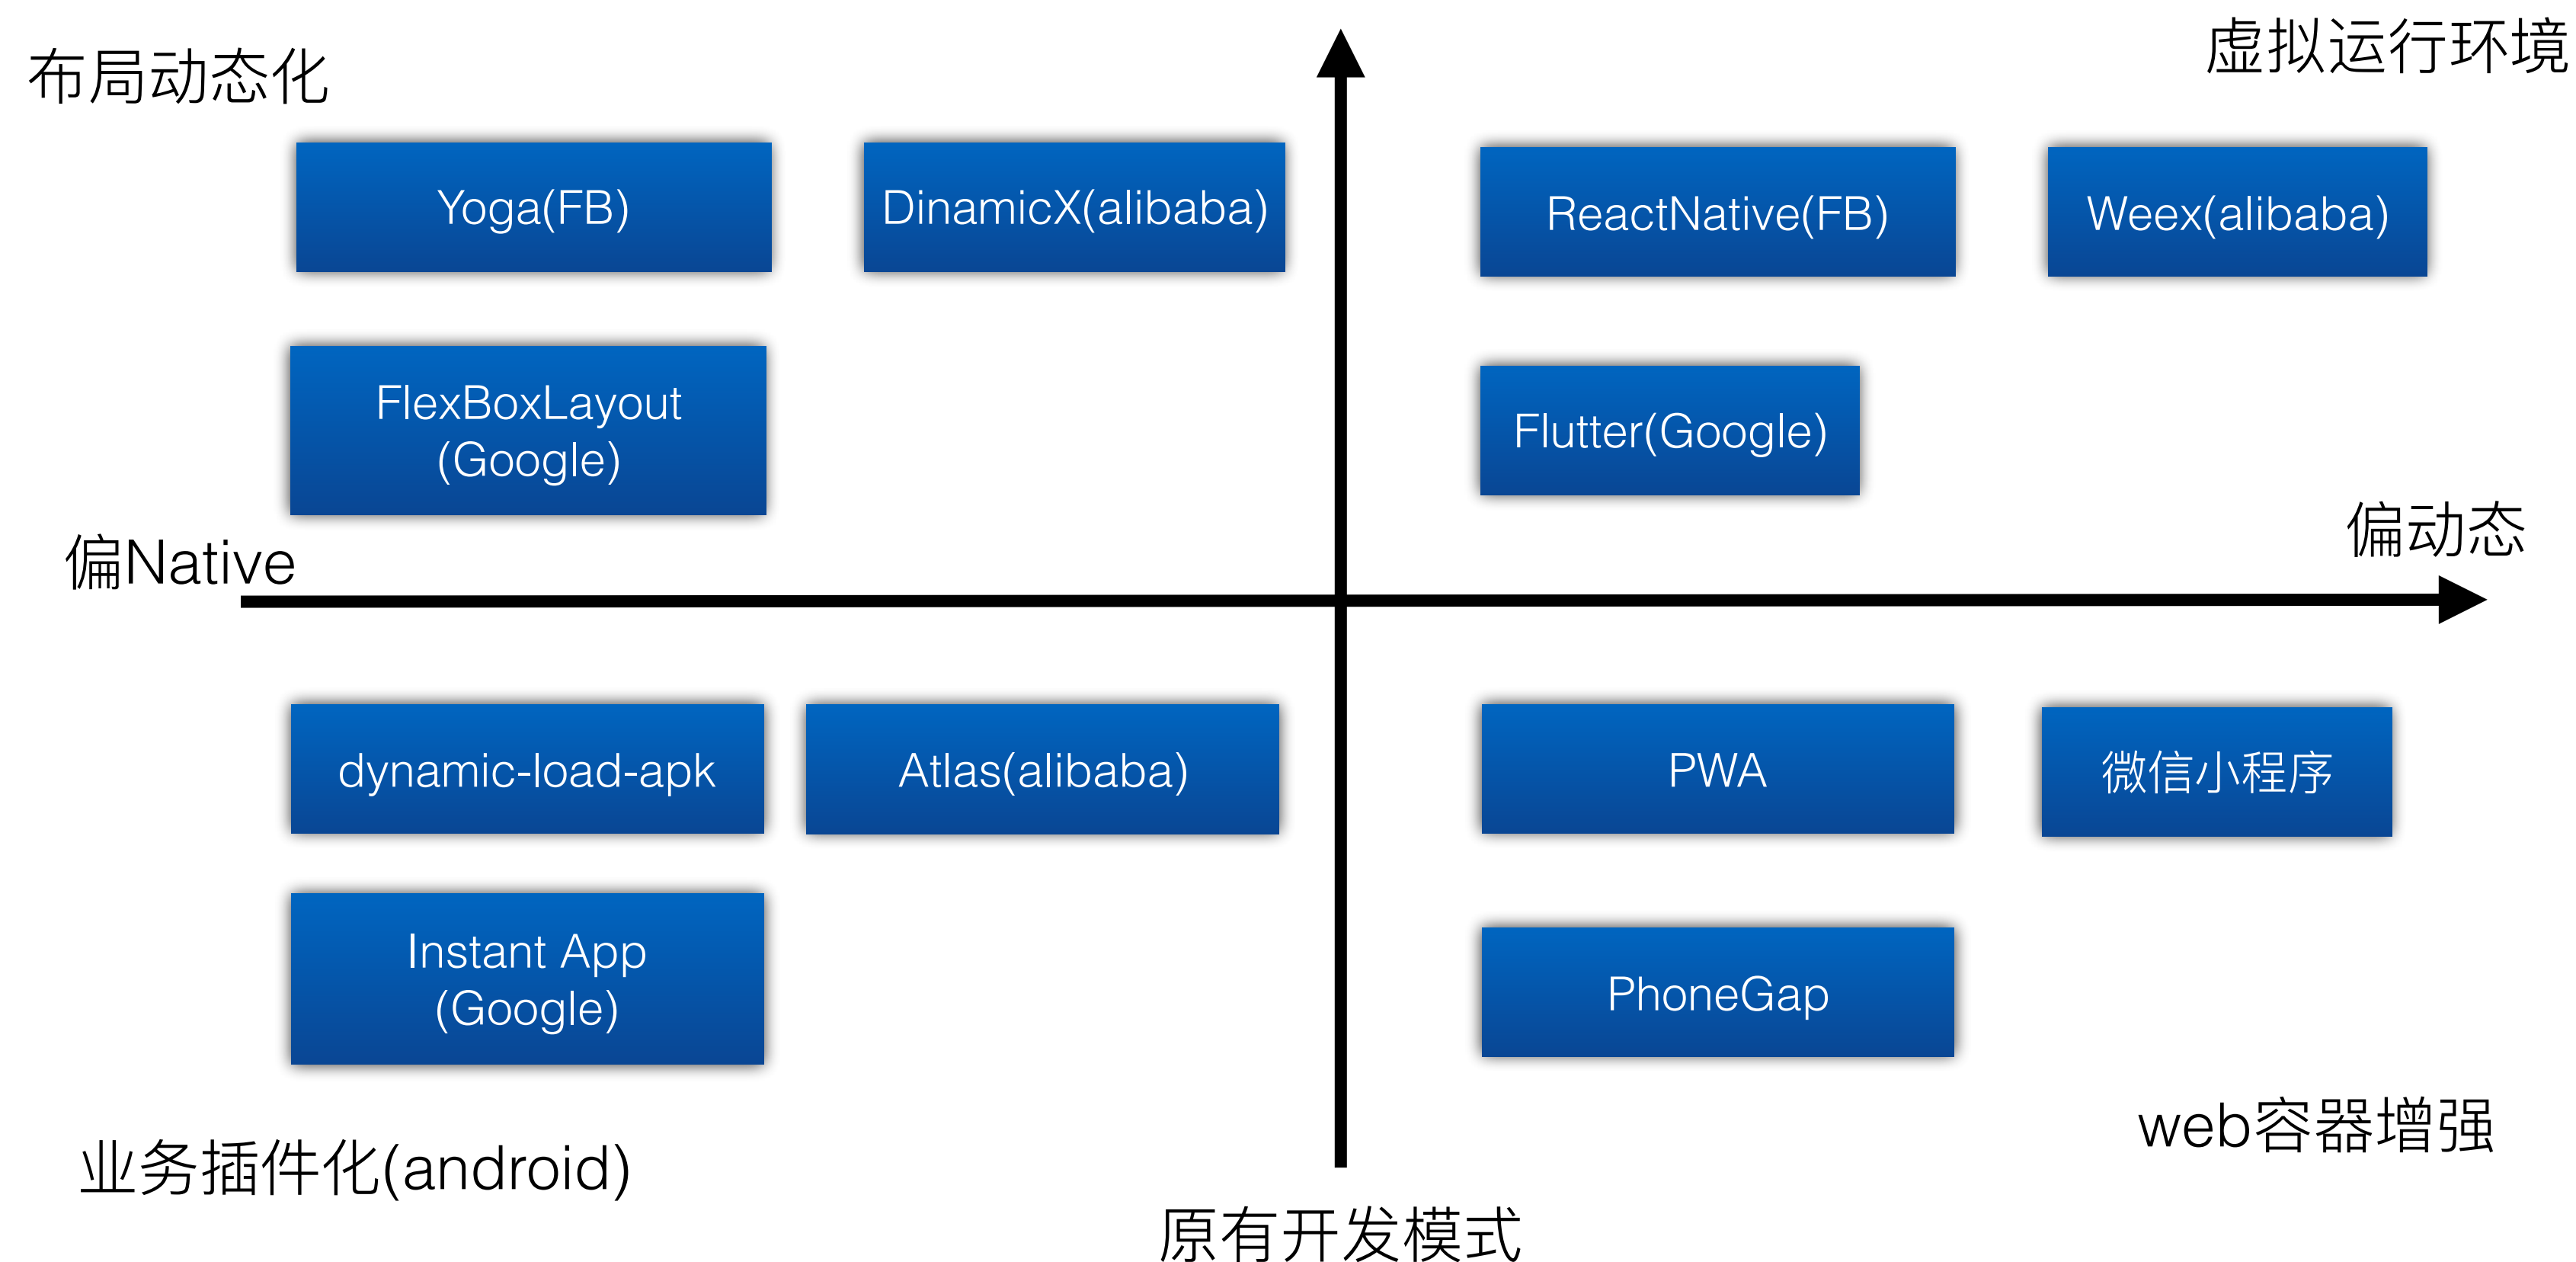 布局动态化
虚拟运行环境
Yoga(FB)
DinamicX(alibaba)
ReactNative(FB)
Weex(alibaba)
FlexBoxLayout
(Google)
Flutter(Google)
偏Native
偏动态
dynamic-load-apk
Atlas(alibaba)
PWA
微信小程序
Instant App
(Google)
PhoneGap
业务插件化(android)
web容器增强
原有开发模式